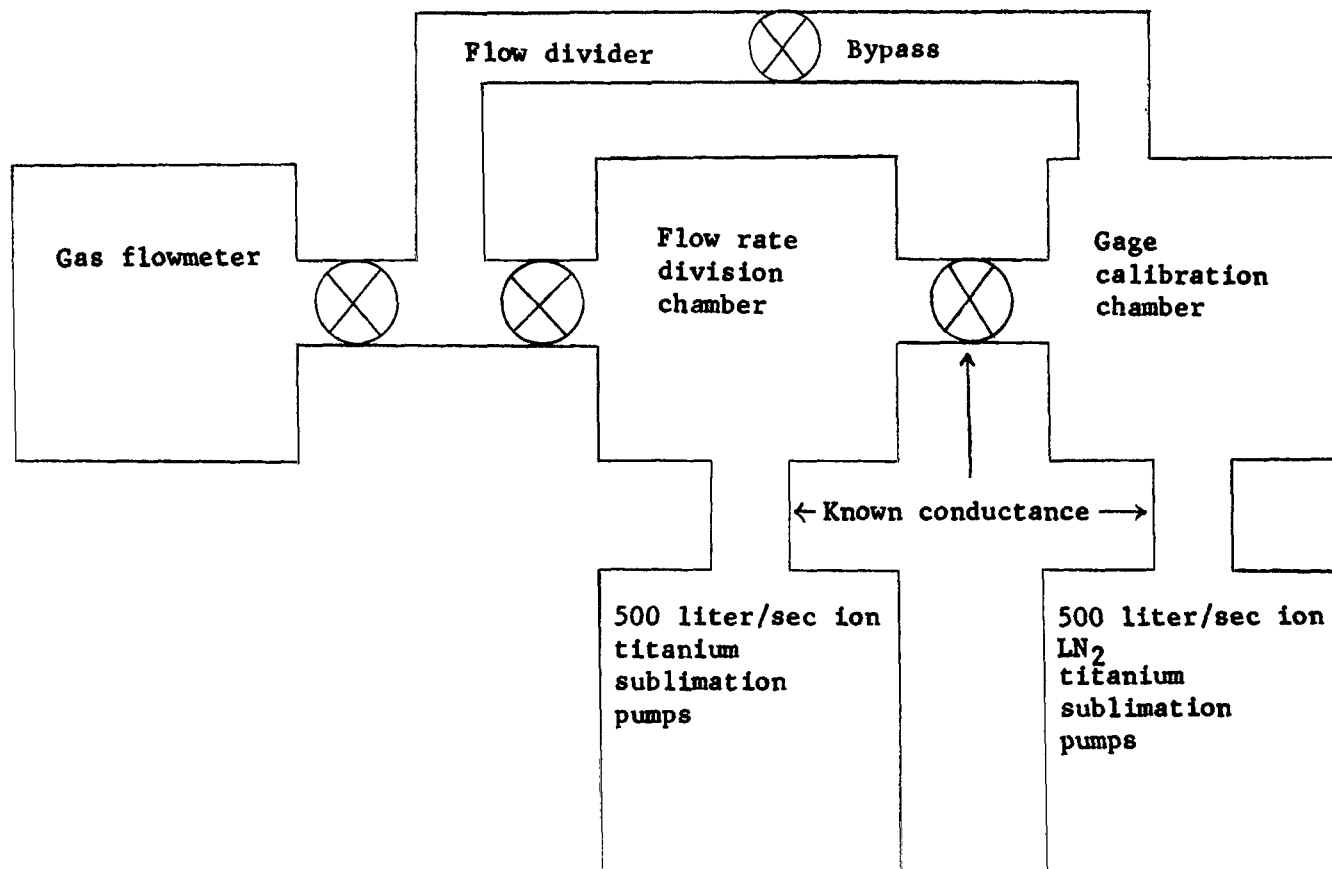 Flow divider
Bypass
Gas flowmeter
Flow rate
division
chamber
Gage
calibration
chamber
←Known conductance→
500 liter/sec ion
titanium
sublimation
pumps
500 liter/sec ion
LN2
titanium
sublimation
pumps